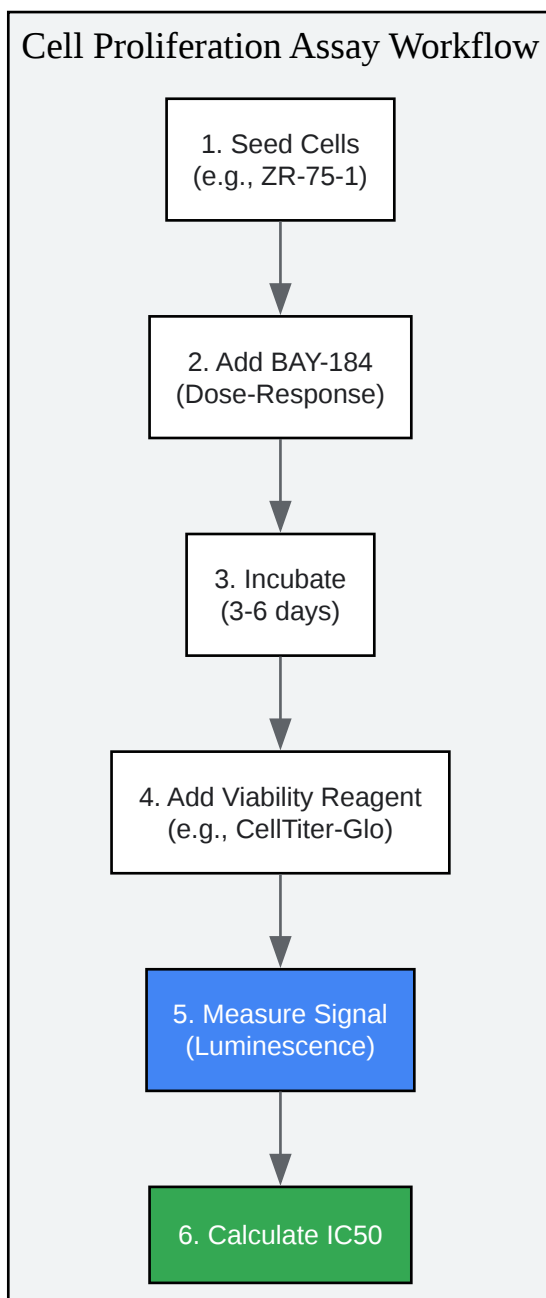 Cell Proliferation Assay Workflow
1. Seed Cells
(e.g., ZR-75-1)
2. Add BAY-184
(Dose-Response)
3. Incubate
(3-6 days)
4. Add Viability Reagent
(e.g., CellTiter-Glo)
5. Measure Signal
(Luminescence)
6. Calculate IC50